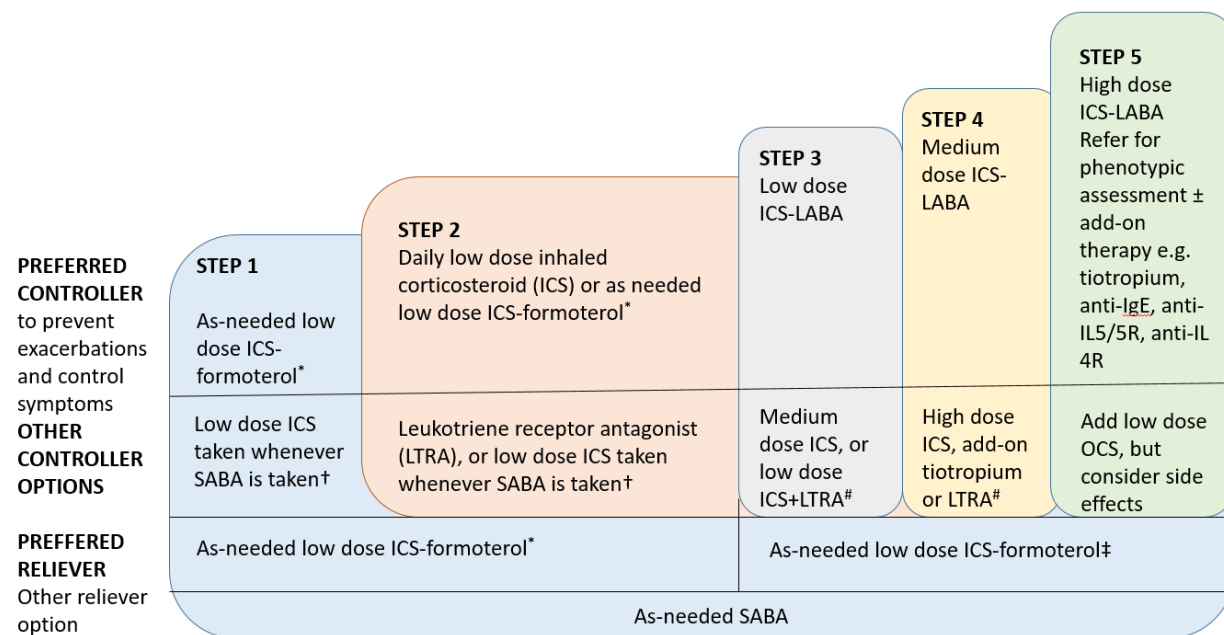 PREFERRED
CONTROLLER
to prevent
exacerbations
and control
symptoms
OTHER
CONTROLLER
OPTIONS
PREFFERED
RELIEVER
Other reliever
option
STEP 1
As-needed low
dose ICS-
formoterol*
Low dose ICS
taken whenever
SABA is taken†
STEP 2
Daily low dose inhaled
corticosteroid (ICS) or as needed
low dose ICS-formoterol*
Leukotriene receptor antagonist
(LTRA), or low dose ICS taken
whenever SABA is taken†
STEP 3
Low dose
ICS-LABA
Medium
dose ICS, or
low dose
ICS+LTRA#
STEP 4
Medium
dose ICS-
LABA
High dose
ICS, add-on
tiotropium
or LTRA#
STEP 5
High dose
ICS-LABA
Refer for
phenotypic
assessment ±
add-on
therapy e.g.
tiotropium,
anti-IgE, anti-
IL5/5R, anti-IL
4R
Add low dose
OCS, but
consider side
effects
As-needed low dose ICS-formoterol*
As-needed low dose ICS-formoterol‡
As-needed SABA